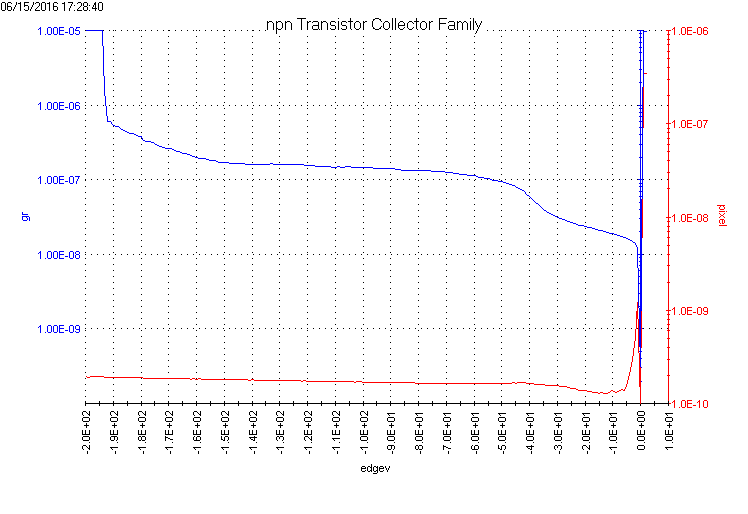 06/15/2016 17:28:40
npn Transistor Collector Family
1.00E-05
1.00E-06
1.00E-07
1.00E-08
1.00E-09
gr
1.0E-06
1.0E-07
1.0E-08
1.0E-09
1.0E-10
pixel
-2.0E+02
-1.9E+02
-1.8E+02
-1.7E+02
-1.6E+02
-1.5E+02
-1.4E+02
-1.3E+02
-1.2E+02
-1.1E+02
-1.0E+02
-9.0E+01
-8.0E+01
-7.0E+01
-6.0E+01
-5.0E+01
-4.0E+01
-3.0E+01
-2.0E+01
-1.0E+01
0.0E+00
1.0E+01
edgev